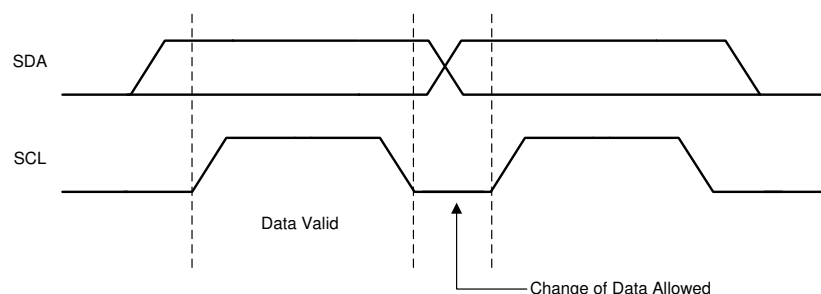 SDA
SCL
Data Valid
Change of Data Allowed